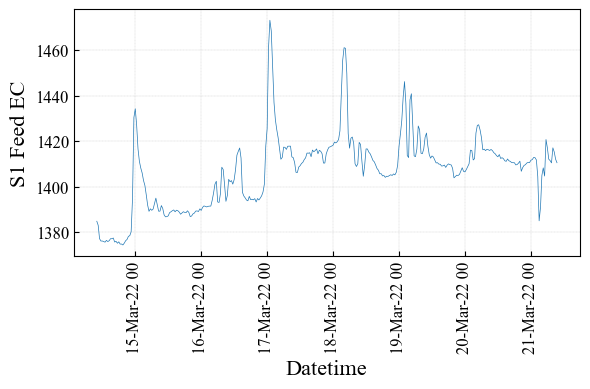 S1 Feed EC
1460
1440
1420
1400
1380
15-Mar-22 00
16-Mar-22 00
17-Mar-22 00
18-Mar-22 00
19-Mar-22 00
20-Mar-22 00
21-Mar-22 00
Datetime